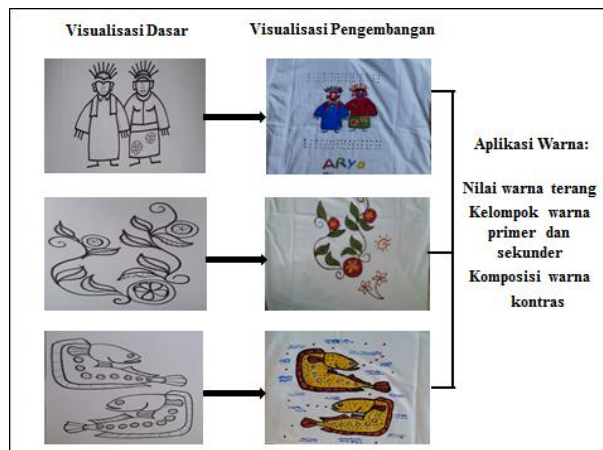 Visualisasi Dasar
Visualisasi Pengembangan
ARYO
Aplikasi Warna:
Nilai warna terang
Kelompok warna
primer dan
sekunder
Komposisi warna
kontras